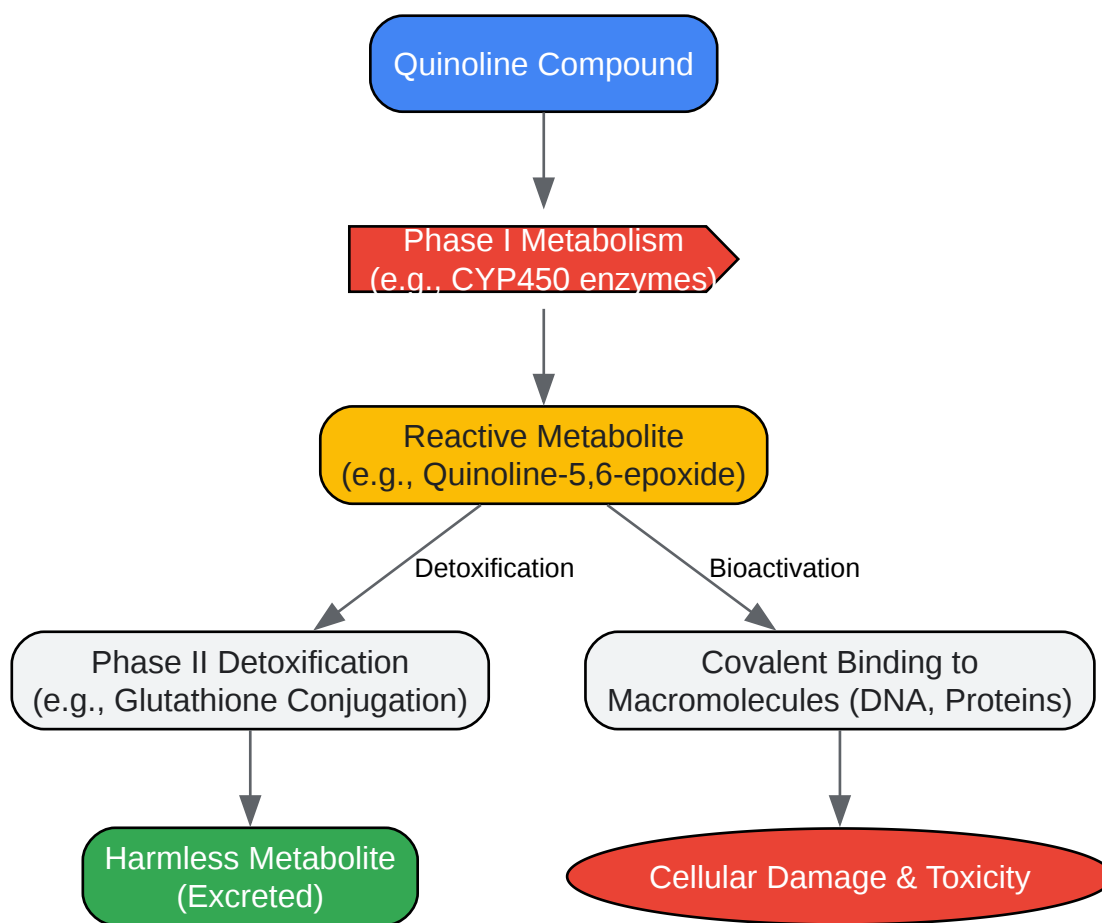 Quinoline Compound
Phase I Metabolism
(e.g., CYP450 enzymes)
Reactive Metabolite
(e.g., Quinoline-5,6-epoxide)
Detoxification
Bioactivation
Phase II Detoxification
(e.g., Glutathione Conjugation)
Covalent Binding to
Macromolecules (DNA, Proteins)
Harmless Metabolite
(Excreted)
Cellular Damage & Toxicity